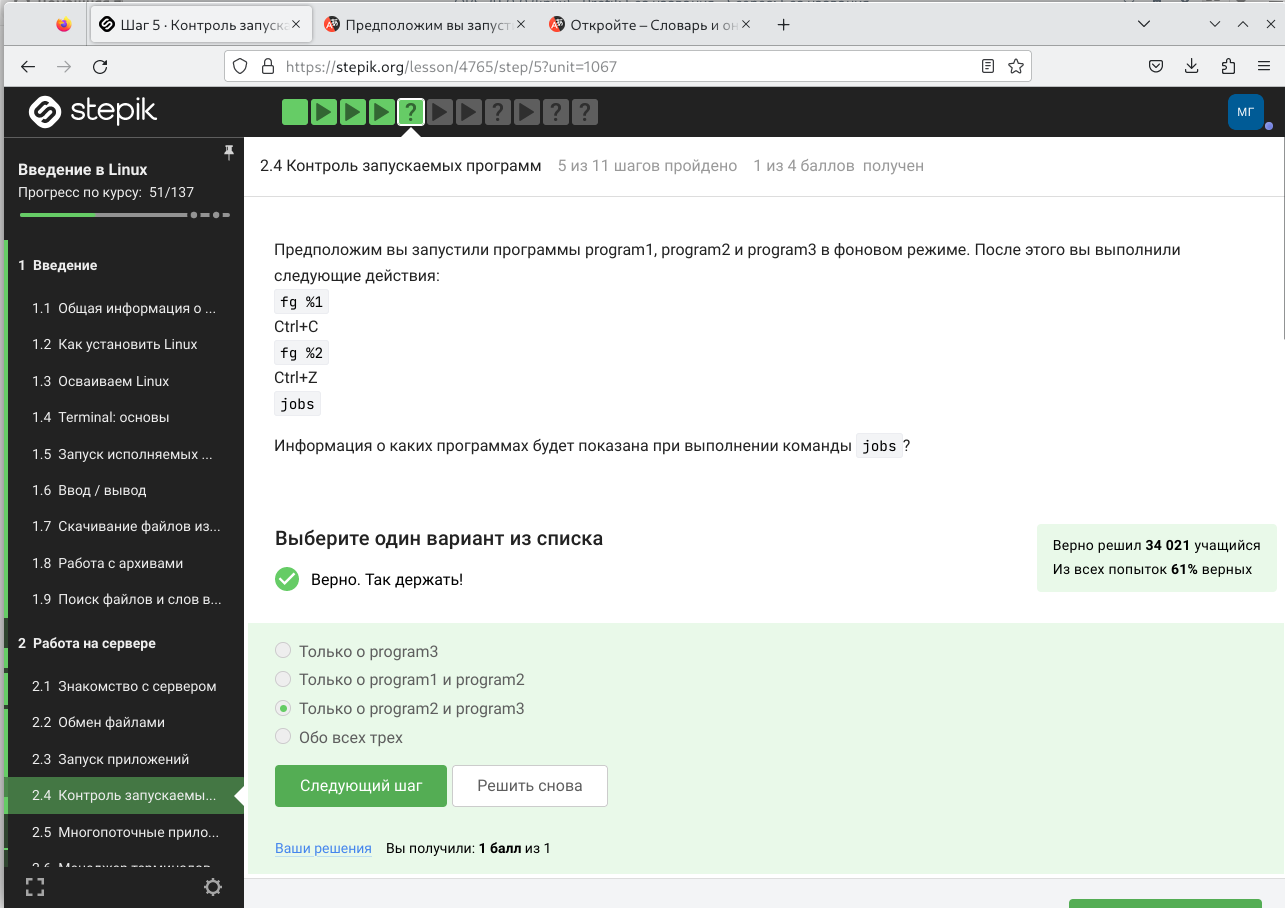 Шаг 5 · Контроль запуска
Предположим вы запуст
Откройте – Словарь и он
https://stepik.org/lesson/4765/step/5?unit=1067
stepik
МГ
2.4 Контроль запускаемых программ 5 из 11 шагов пройдено 1 из 4 баллов получен
Введение в Linux
Прогресс по курсу: 51/137
1 Введение
1.1 Общая информация о ...
1.2 Как установить Linux
1.3 Осваиваем Linux
1.4 Terminal: основы
1.5 Запуск исполняемых ...
1.6 Ввод / вывод
1.7 Скачивание файлов из...
1.8 Работа с архивами
1.9 Поиск файлов и слов в...
2 Работа на сервере
2.1 Знакомство с сервером
2.2 Обмен файлами
2.3 Запуск приложений
2.4 Контроль запускаемы...
2.5 Многопоточные прило...
Предположим вы запустили программы program1, program2 и program3 в фоновом режиме. После этого вы выполнили
следующие действия:
fg %1
Ctrl+C
fg %2
Ctrl+Z
jobs
Информация о каких программах будет показана при выполнении команды jobs?
Выберите один вариант из списка
Верно. Так держать!
Верно решил 34 021 учащийся
Из всех попыток 61% верных
Только о program3
Только о program1 и program2
Только о program2 и program3
Обо всех трех
Следующий шаг
Решить снова
Ваши решения Вы получили: 1 балл из 1